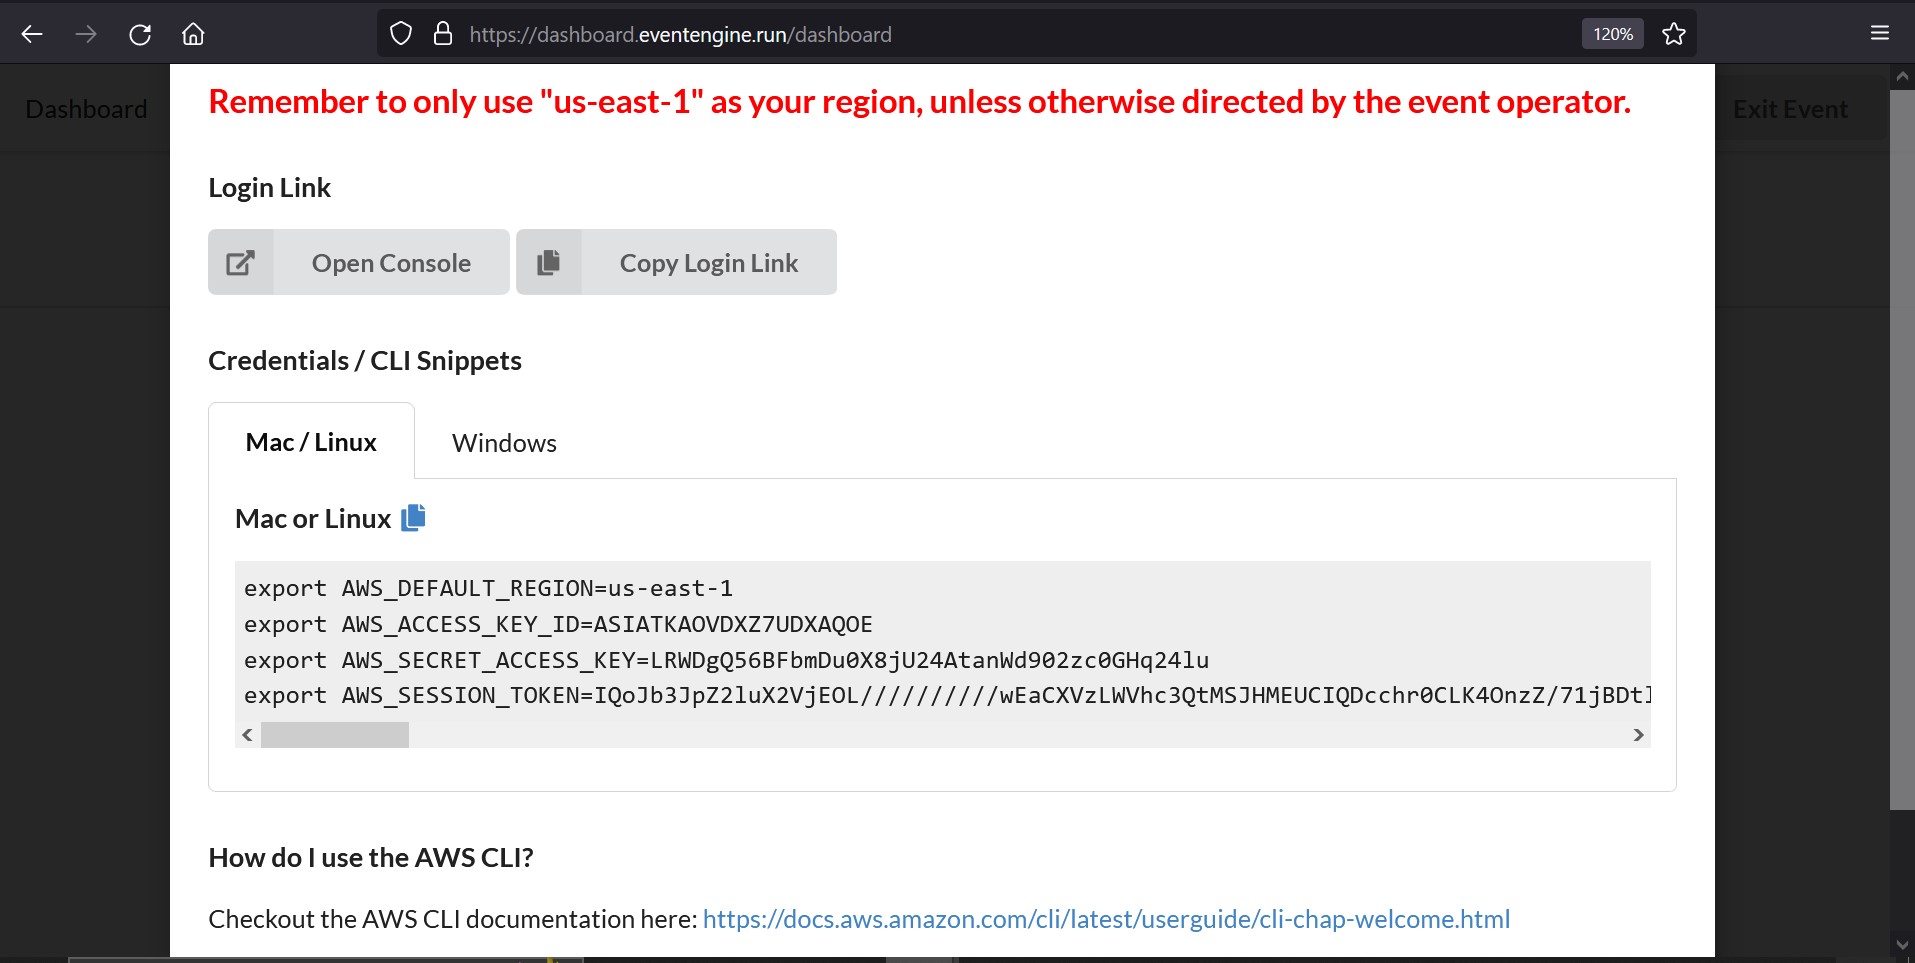 https://dashboard.eventengine.run/dashboard
120%
Dashboard
Exit Event
Remember to only use "us-east-1" as your region, unless otherwise directed by the event operator.
Login Link
Open Console
Copy Login Link
Credentials / CLI Snippets
Mac / Linux
Windows
Mac or Linux
export AWS_DEFAULT_REGION=us-east-1
export AWS_ACCESS_KEY_ID=ASIATKAOVDXZ7UDXAQOE
export AWS_SECRET_ACCESS_KEY=LRWDgQ56BFbmDu0X8jU24AtanWd902zc0GHq24lu
export AWS_SESSION_TOKEN=IQoJb3JpZ2luX2VjEOL//////////wEaCXVzLWVhc3QtMSJHMEUCIQDcchr0CLK4OnzZ/71jBDtl
How do I use the AWS CLI?
Checkout the AWS CLI documentation here: https://docs.aws.amazon.com/cli/latest/userguide/cli-chap-welcome.html